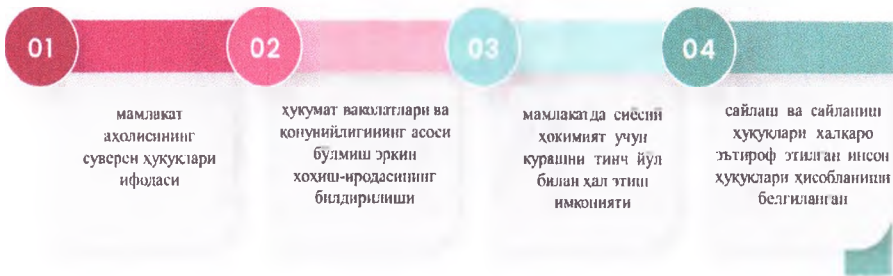 01
мамлакат
аҳолисининг
суверен ҳуқуқлари
ифодаси
02
ҳукумат ваколатлари ва
қонунийлигининг асоси
бўлмиш эркин
хоҳиш-иродасининг
билдирилиши
03
мамлакатда сиёсий
ҳокимият учун
курашни тинч йўл
билан ҳал этиш
имконияти
04
сайлаш ва сайланиш
ҳуқуқлари халқаро
эътироф этилган инсон
ҳуқуқлари ҳисобланиши
белгиланган